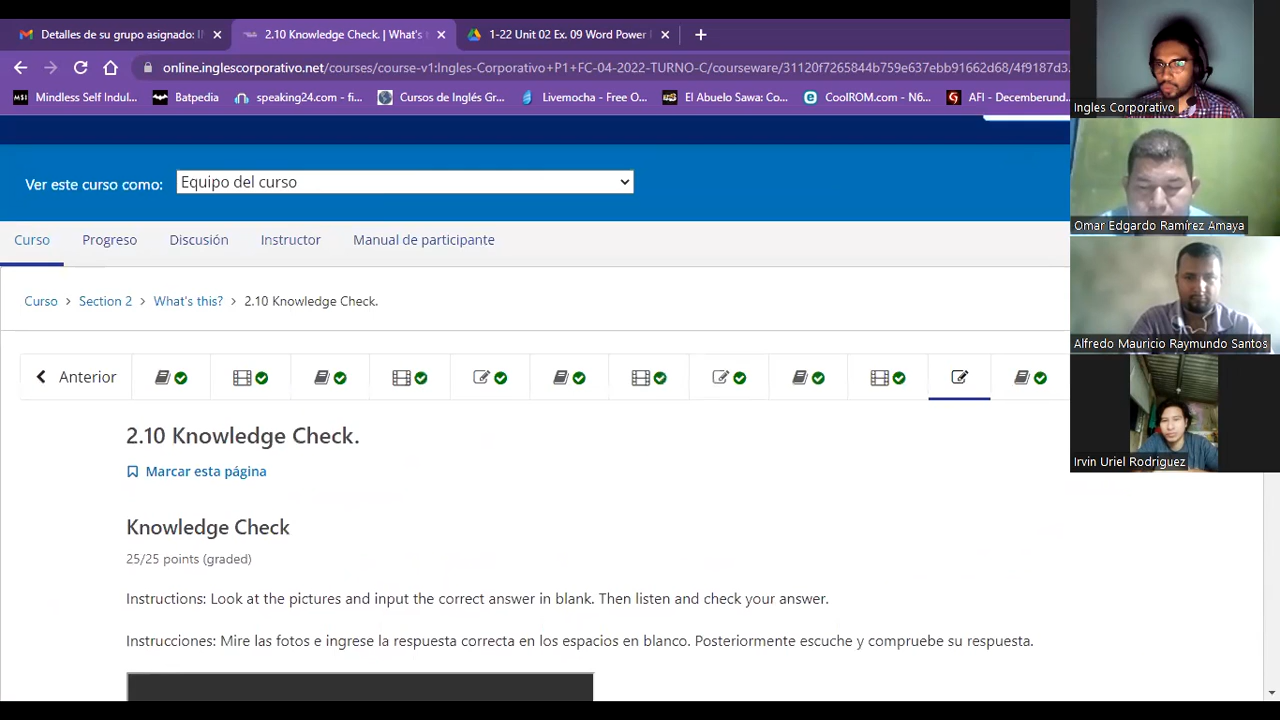 Detalles de su grupo asignado: II
2.10 Knowledge Check. | What's
1-22 Unit 02 Ex. 09 Word Power
online.inglescorporativo.net/courses/course-v1:Ingles-Corporativo+P1+FC-04-2022-TURNO-C/courseware/31120f7265844b759e637ebb91662d68/4f9187d3.
Mindless Self Indul...
Batpedia
speaking24.com - fi...
Cursos de Inglés Gr...
Livemocha - Free O...
El Abuelo Sawa: Co...
CoolROM.com - N6...
AFI - Decemberund...
Ver este curso como:
Equipo del curso
Curso
Progreso
Discusión
Instructor
Manual de participante
Curso > Section 2 > What's this? > 2.10 Knowledge Check.
Anterior
2.10 Knowledge Check.
Marcar esta página
Knowledge Check
25/25 points (graded)
Instructions: Look at the pictures and input the correct answer in blank. Then listen and check your answer.
Instrucciones: Mire las fotos e ingrese la respuesta correcta en los espacios en blanco. Posteriormente escuche y compruebe su respuesta.
Ingles Corporativo
Omar Edgardo Ramírez Amaya
Alfredo Mauricio Raymundo Santos
Irvin Uriel Rodriguez